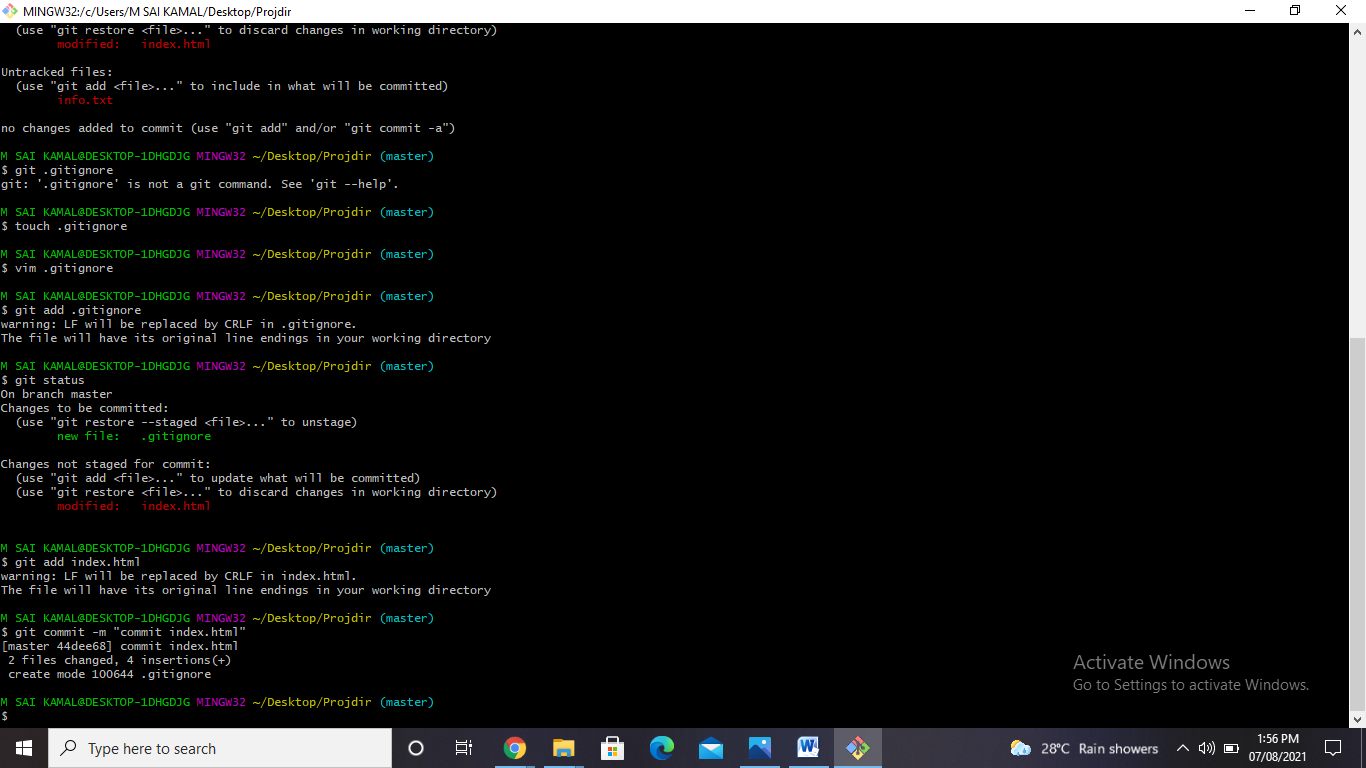 MINGW32:/c/Users/M SAI KAMAL/Desktop/Projdir
(use "git restore <file>..." to discard changes in working directory)
modified:   index.html
Untracked files:
(use "git add <file>..." to include in what will be committed)
info.txt
no changes added to commit (use "git add" and/or "git commit -a")
M SAI KAMAL@DESKTOP-1DHGDJG MINGW32 ~/Desktop/Projdir (master)
$ git .gitignore
git: '.gitignore' is not a git command. See 'git --help'.
M SAI KAMAL@DESKTOP-1DHGDJG MINGW32 ~/Desktop/Projdir (master)
$ touch .gitignore
M SAI KAMAL@DESKTOP-1DHGDJG MINGW32 ~/Desktop/Projdir (master)
$ vim .gitignore
M SAI KAMAL@DESKTOP-1DHGDJG MINGW32 ~/Desktop/Projdir (master)
$ git add .gitignore
warning: LF will be replaced by CRLF in .gitignore.
The file will have its original line endings in your working directory
M SAI KAMAL@DESKTOP-1DHGDJG MINGW32 ~/Desktop/Projdir (master)
$ git status
On branch master
Changes to be committed:
(use "git restore --staged <file>..." to unstage)
new file:   .gitignore
Changes not staged for commit:
(use "git add <file>..." to update what will be committed)
(use "git restore <file>..." to discard changes in working directory)
modified:   index.html
M SAI KAMAL@DESKTOP-1DHGDJG MINGW32 ~/Desktop/Projdir (master)
$ git add index.html
warning: LF will be replaced by CRLF in index.html.
The file will have its original line endings in your working directory
M SAI KAMAL@DESKTOP-1DHGDJG MINGW32 ~/Desktop/Projdir (master)
$ git commit -m "commit index.html"
[master 44dee68] commit index.html
2 files changed, 4 insertions(+)
create mode 100644 .gitignore
M SAI KAMAL@DESKTOP-1DHGDJG MINGW32 ~/Desktop/Projdir (master)
$
Activate Windows
Go to Settings to activate Windows.
Type here to search
28°C Rain showers
1:56 PM
07/08/2021